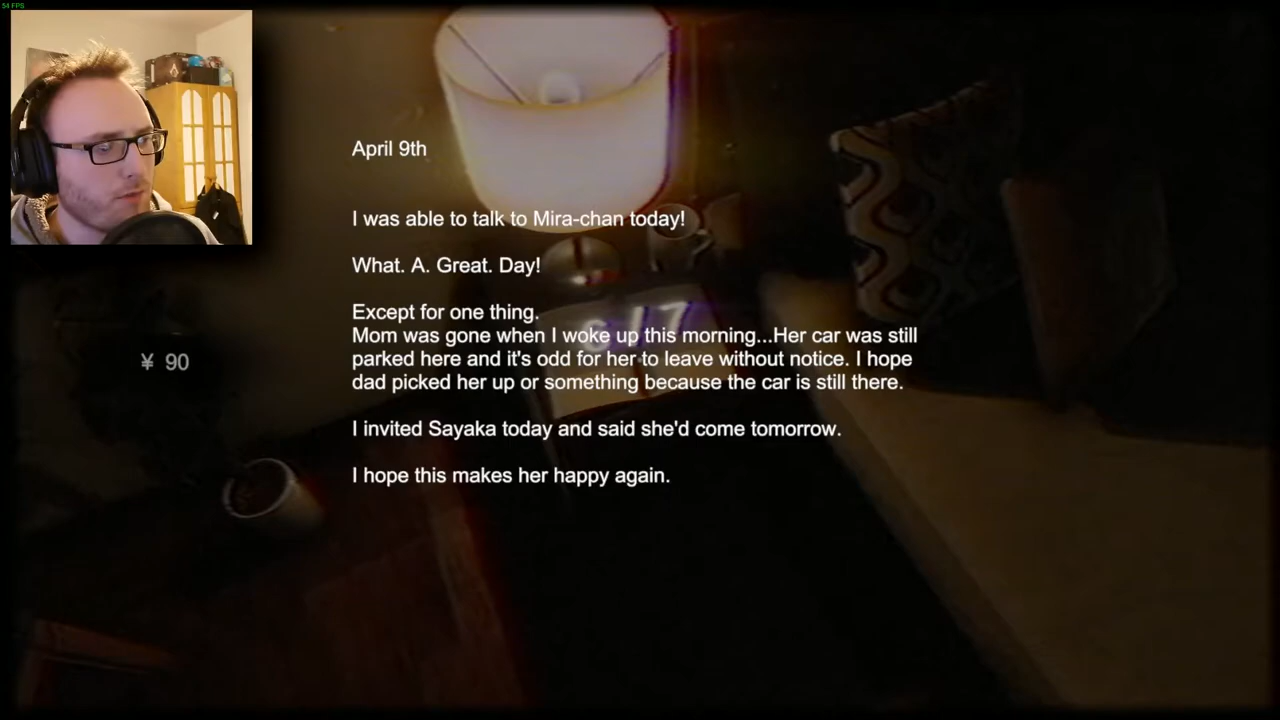 54 FPS
April 9th
I was able to talk to Mira-chan today!
What. A. Great. Day!
Except for one thing.
Mom was gone when I woke up this morning...Her car was still
parked here and it's odd for her to leave without notice. I hope
dad picked her up or something because the car is still there.
¥ 90
I invited Sayaka today and said she'd come tomorrow.
I hope this makes her happy again.